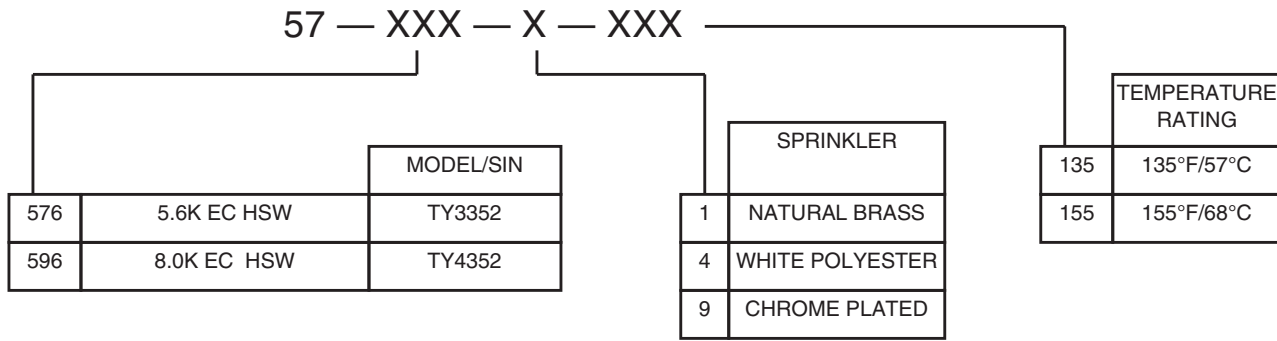 57 — XXX — X — XXX
MODEL/SIN
576 5.6K EC HSW TY3352
596 8.0K EC HSW TY4352
SPRINKLER
1 NATURAL BRASS
4 WHITE POLYESTER
9 CHROME PLATED
TEMPERATURE
RATING
135 135°F/57°C
155 155°F/68°C